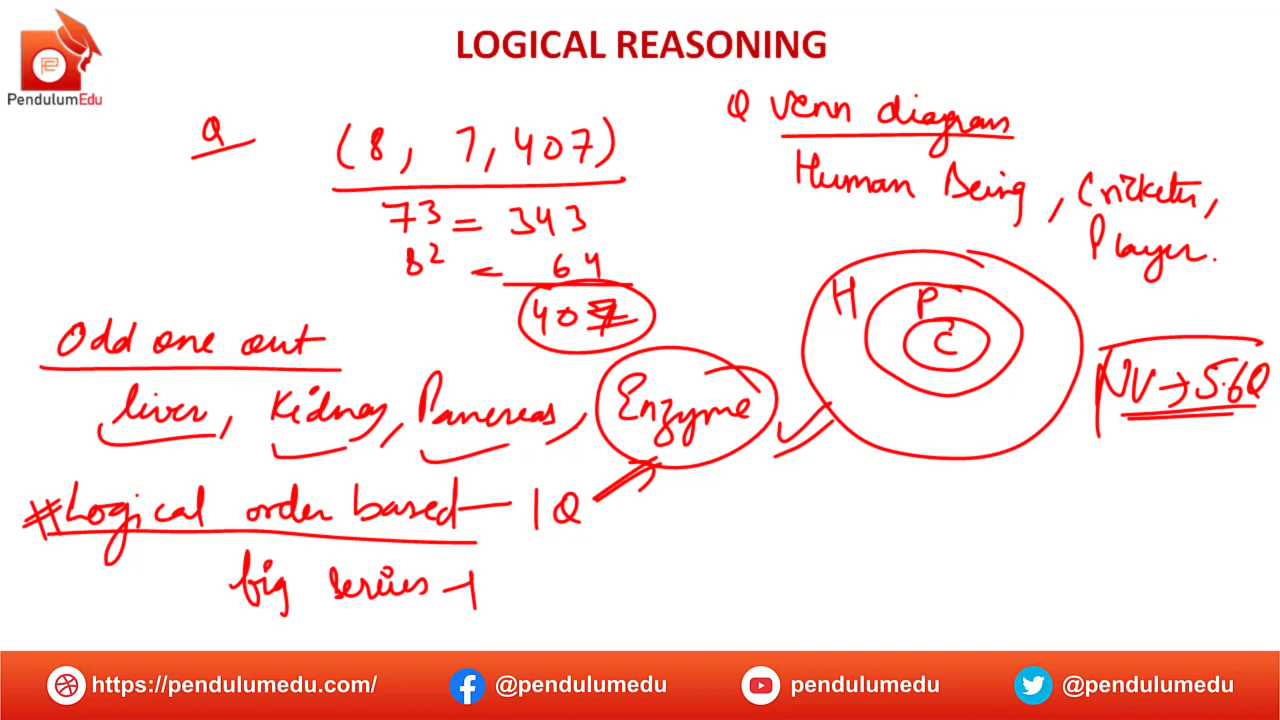 LOGICAL REASONING
PendulumEdu
Q
(8, 7, 407)
7³ = 343
8² = 64
407
Q Venn diagram
Human Being, Cricketer,
Player.
H
P
C
NV → 5-6Q
Odd one out
liver, Kidney, Pancreas, Enzyme
#Logical order based - 1Q
fig series - 1
https://pendulumedu.com/
@pendulumedu
pendulumedu
@pendulumedu